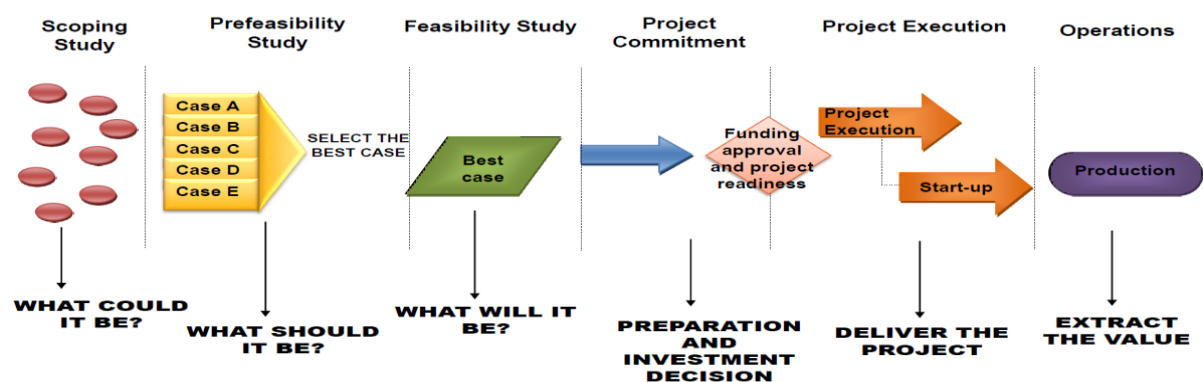 Scoping
Study
Prefeasibility
Study
Feasibility Study
Project
Commitment
Project Execution
Operations
Case A
Case B
Case C
Case D
Case E
SELECT THE
BEST CASE
Best
case
Funding
approval
and project
readiness
Project
Execution
Start-up
Production
WHAT COULD
IT BE?
WHAT SHOULD
IT BE?
WHAT WILL IT
BE?
PREPARATION
AND
INVESTMENT
DECISION
DELIVER THE
PROJECT
EXTRACT
THE VALUE